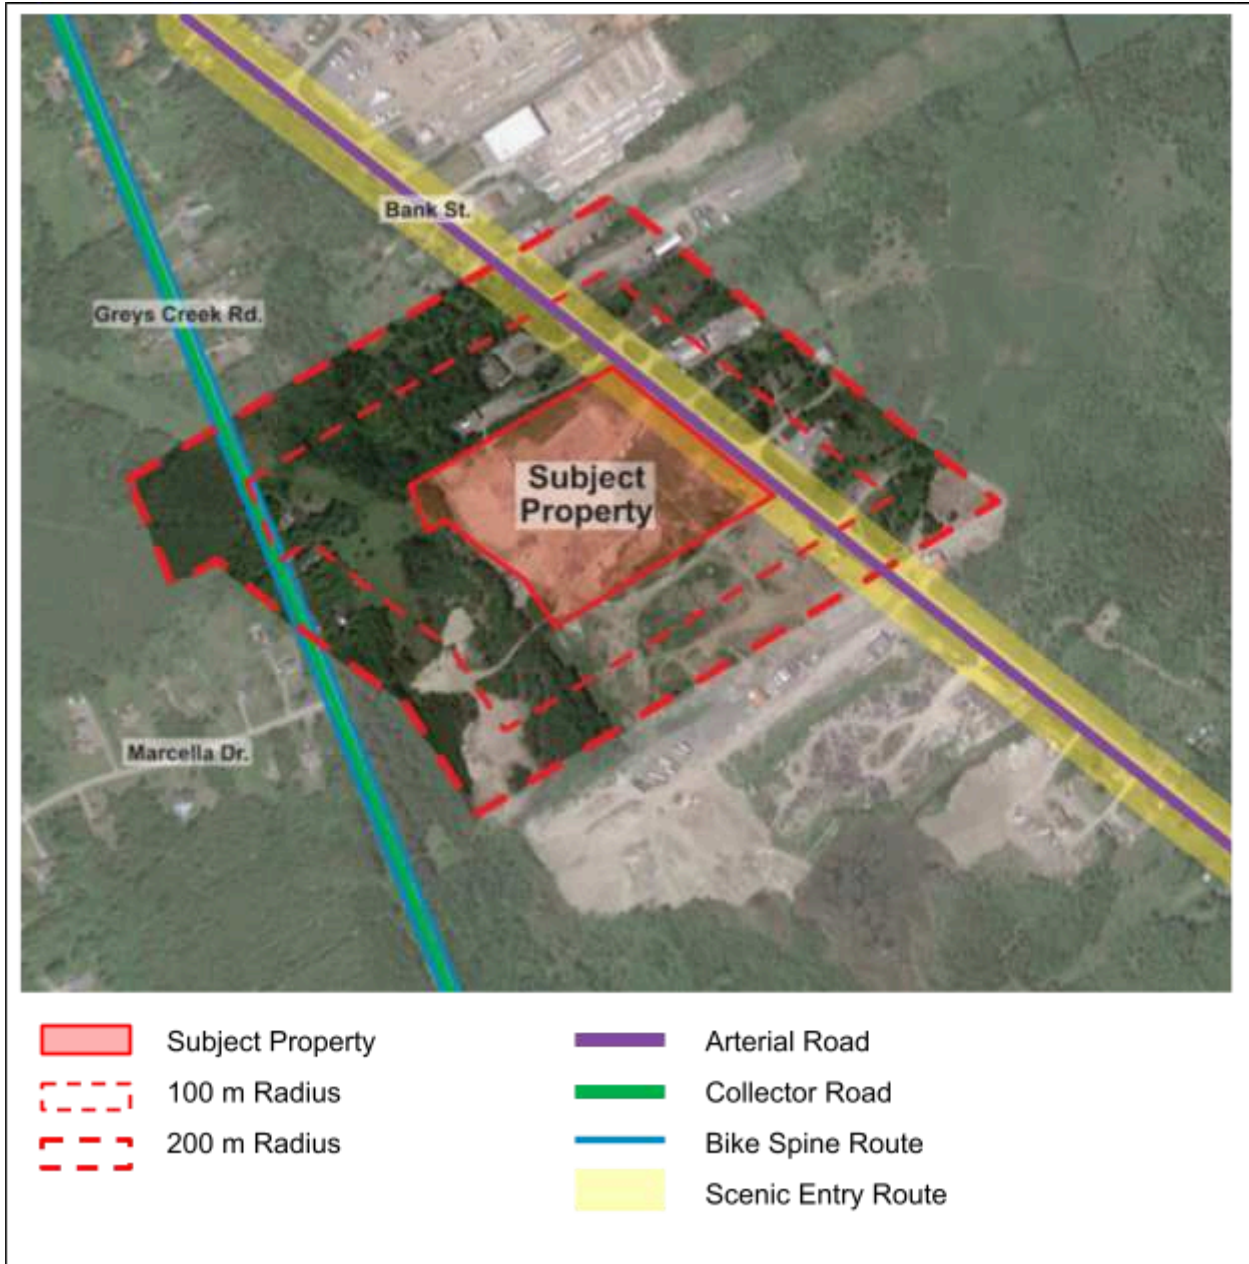 Bank St.
Greys Creek Rd.
Subject
Property
Marcella Dr.
Subject Property
100 m Radius
200 m Radius
Arterial Road
Collector Road
Bike Spine Route
Scenic Entry Route